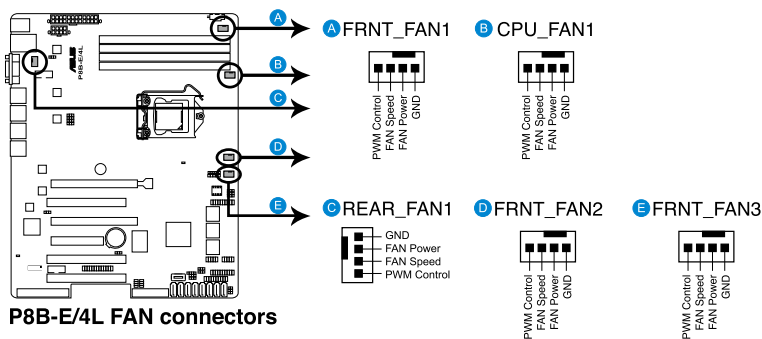 A
B
C
D
E
/ISUS
P8B-E/4L
A FRNT_FAN1
PWM Control
FAN Speed
FAN Power
GND
B CPU_FAN1
PWM Control
FAN Speed
FAN Power
GND
C REAR_FAN1
GND
FAN Power
FAN Speed
PWM Control
D FRNT_FAN2
PWM Control
FAN Speed
FAN Power
GND
E FRNT_FAN3
PWM Control
FAN Speed
FAN Power
GND
P8B-E/4L FAN connectors